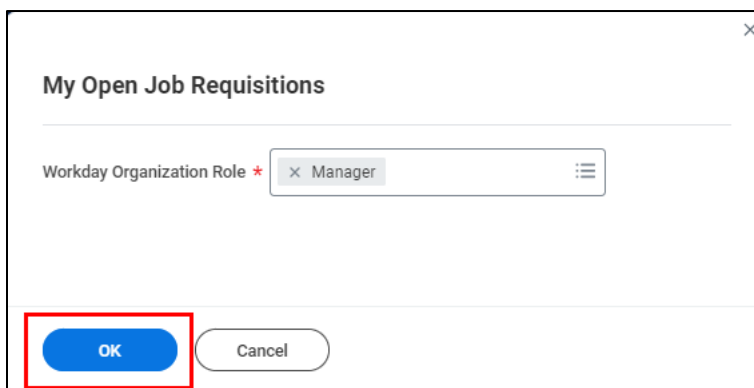 My Open Job Requisitions
Workday Organization Role * × Manager
OK Cancel